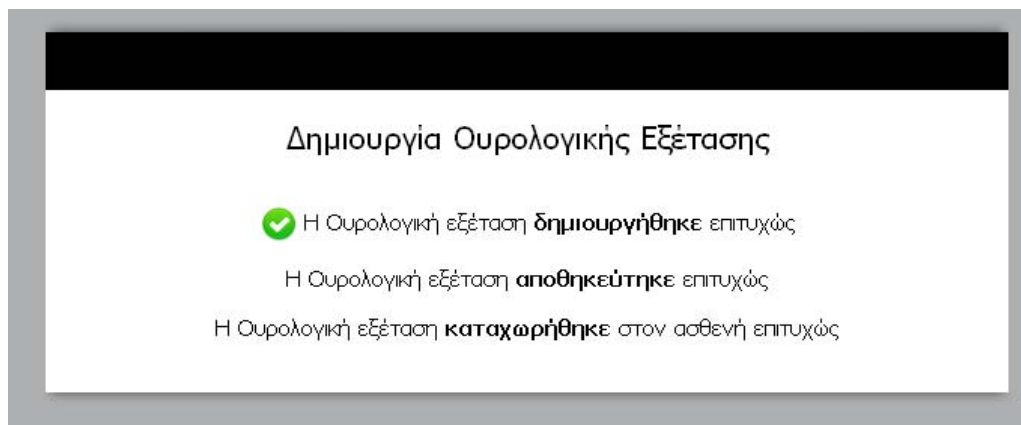 Δημιουργία Ουρολογικής Εξέτασης
Η Ουρολογική εξέταση δημιουργήθηκε επιτυχώς
Η Ουρολογική εξέταση αποθηκεύτηκε επιτυχώς
Η Ουρολογική εξέταση καταχωρήθηκε στον ασθενή επιτυχώς